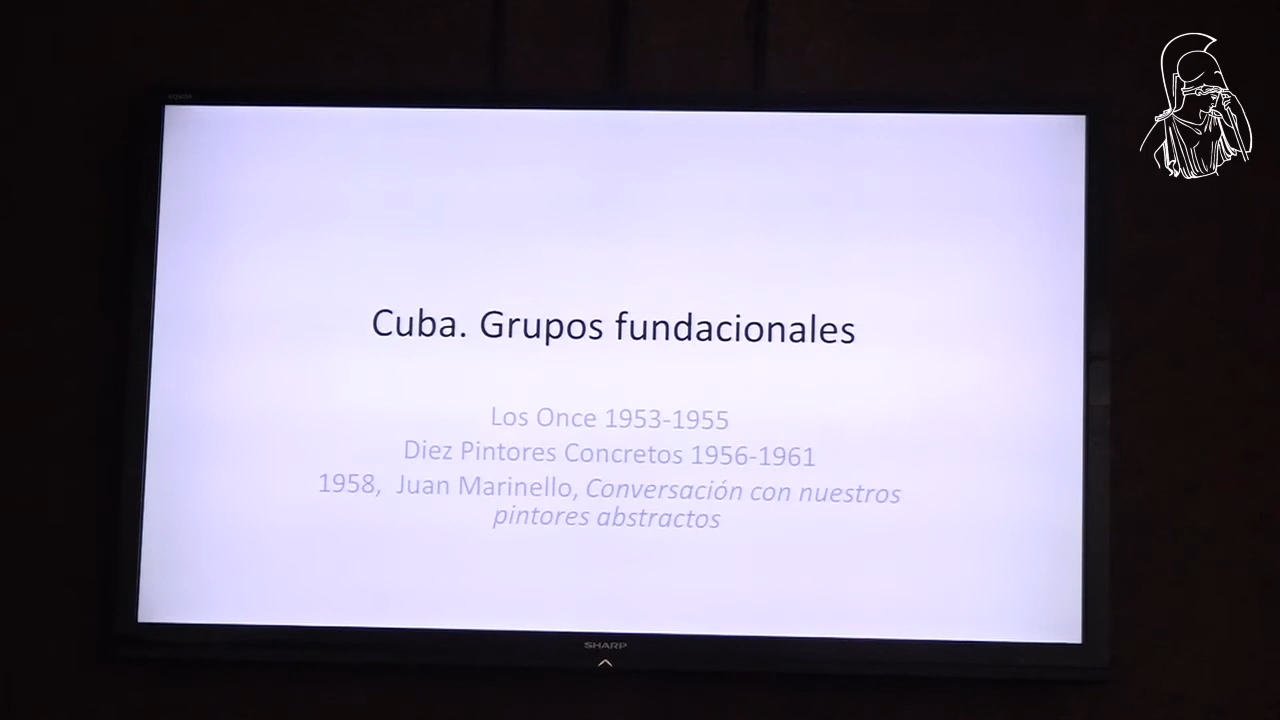 AQUOS
Cuba. Grupos fundacionales
Los Once 1953-1955
Diez Pintores Concretos 1956-1961
1958, Juan Marinello, Conversación con nuestros
pintores abstractos
SHARP